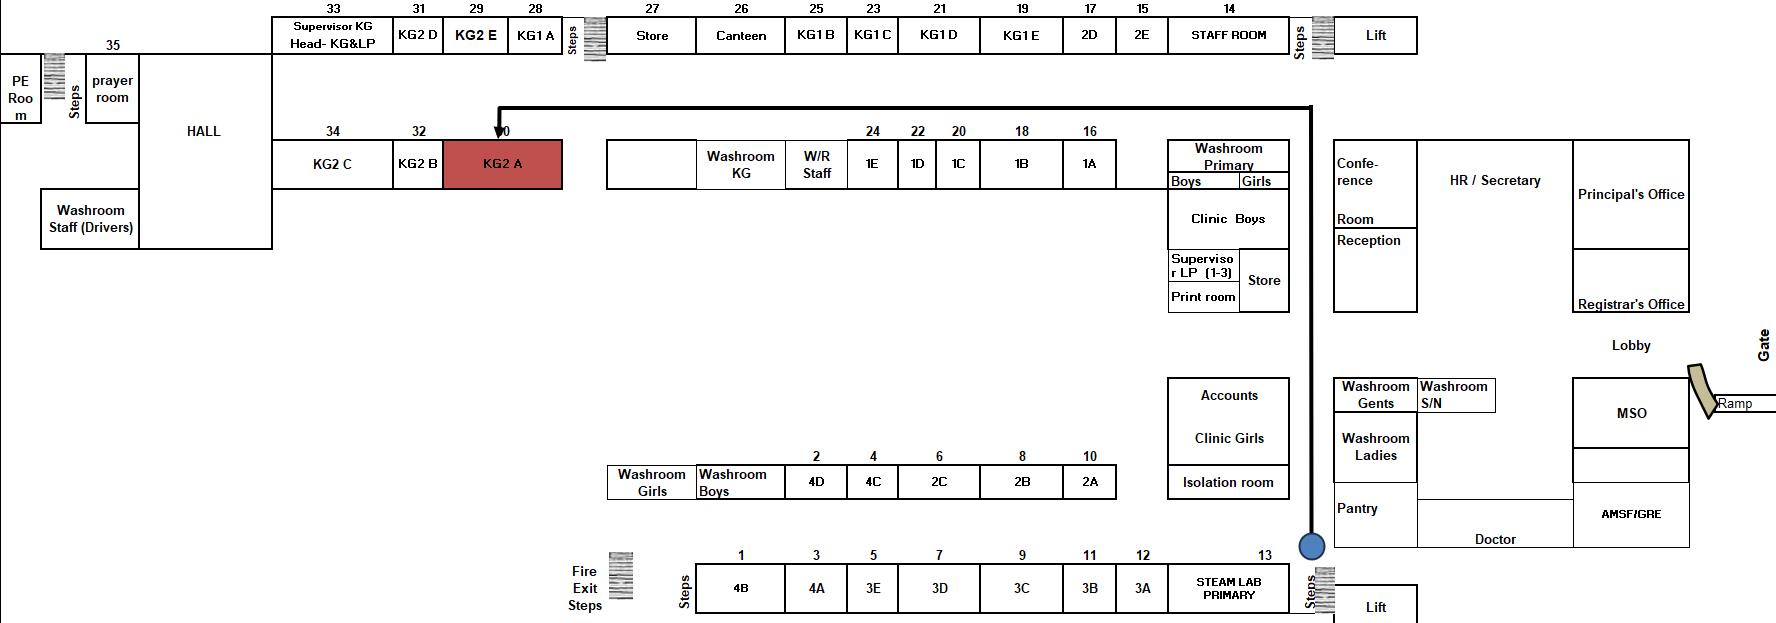 33 31 29 28 27 26 25 23 21 19 17 15 14
Supervisor KG
Head- KG&LP
KG2 D
KG2 E
KG1 A
Steps
Store
Canteen
KG1 B
KG1 C
KG1 D
KG1 E
2D
2E
STAFF ROOM
Steps
Lift
35
PE
Roo
m
Steps
prayer
room
HALL
34 32 24 22 20 18 16
KG2 C
KG2 B
KG2 A
Washroom
KG
W/R
Staff
1E
1D
1C
1B
1A
Washroom
Primary
Boys
Girls
Clinic Boys
Superviso
r LP (1-3)
Print room
Store
Washroom
Staff (Drivers)
Confe-
rence
Room
Reception
HR / Secretary
Principal's Office
Registrar's Office
Lobby
Gate
Ramp
Accounts
Clinic Girls
Isolation room
Washroom
Gents
Washroom
S/N
Washroom
Ladies
Pantry
Doctor
MSO
AMSF/GRE
2 4 6 8 10
Washroom
Girls
Washroom
Boys
4D
4C
2C
2B
2A
1 3 5 7 9 11 12 13
Fire
Exit
Steps
Steps
4B
4A
3E
3D
3C
3B
3A
STEAM LAB
PRIMARY
Steps
Lift